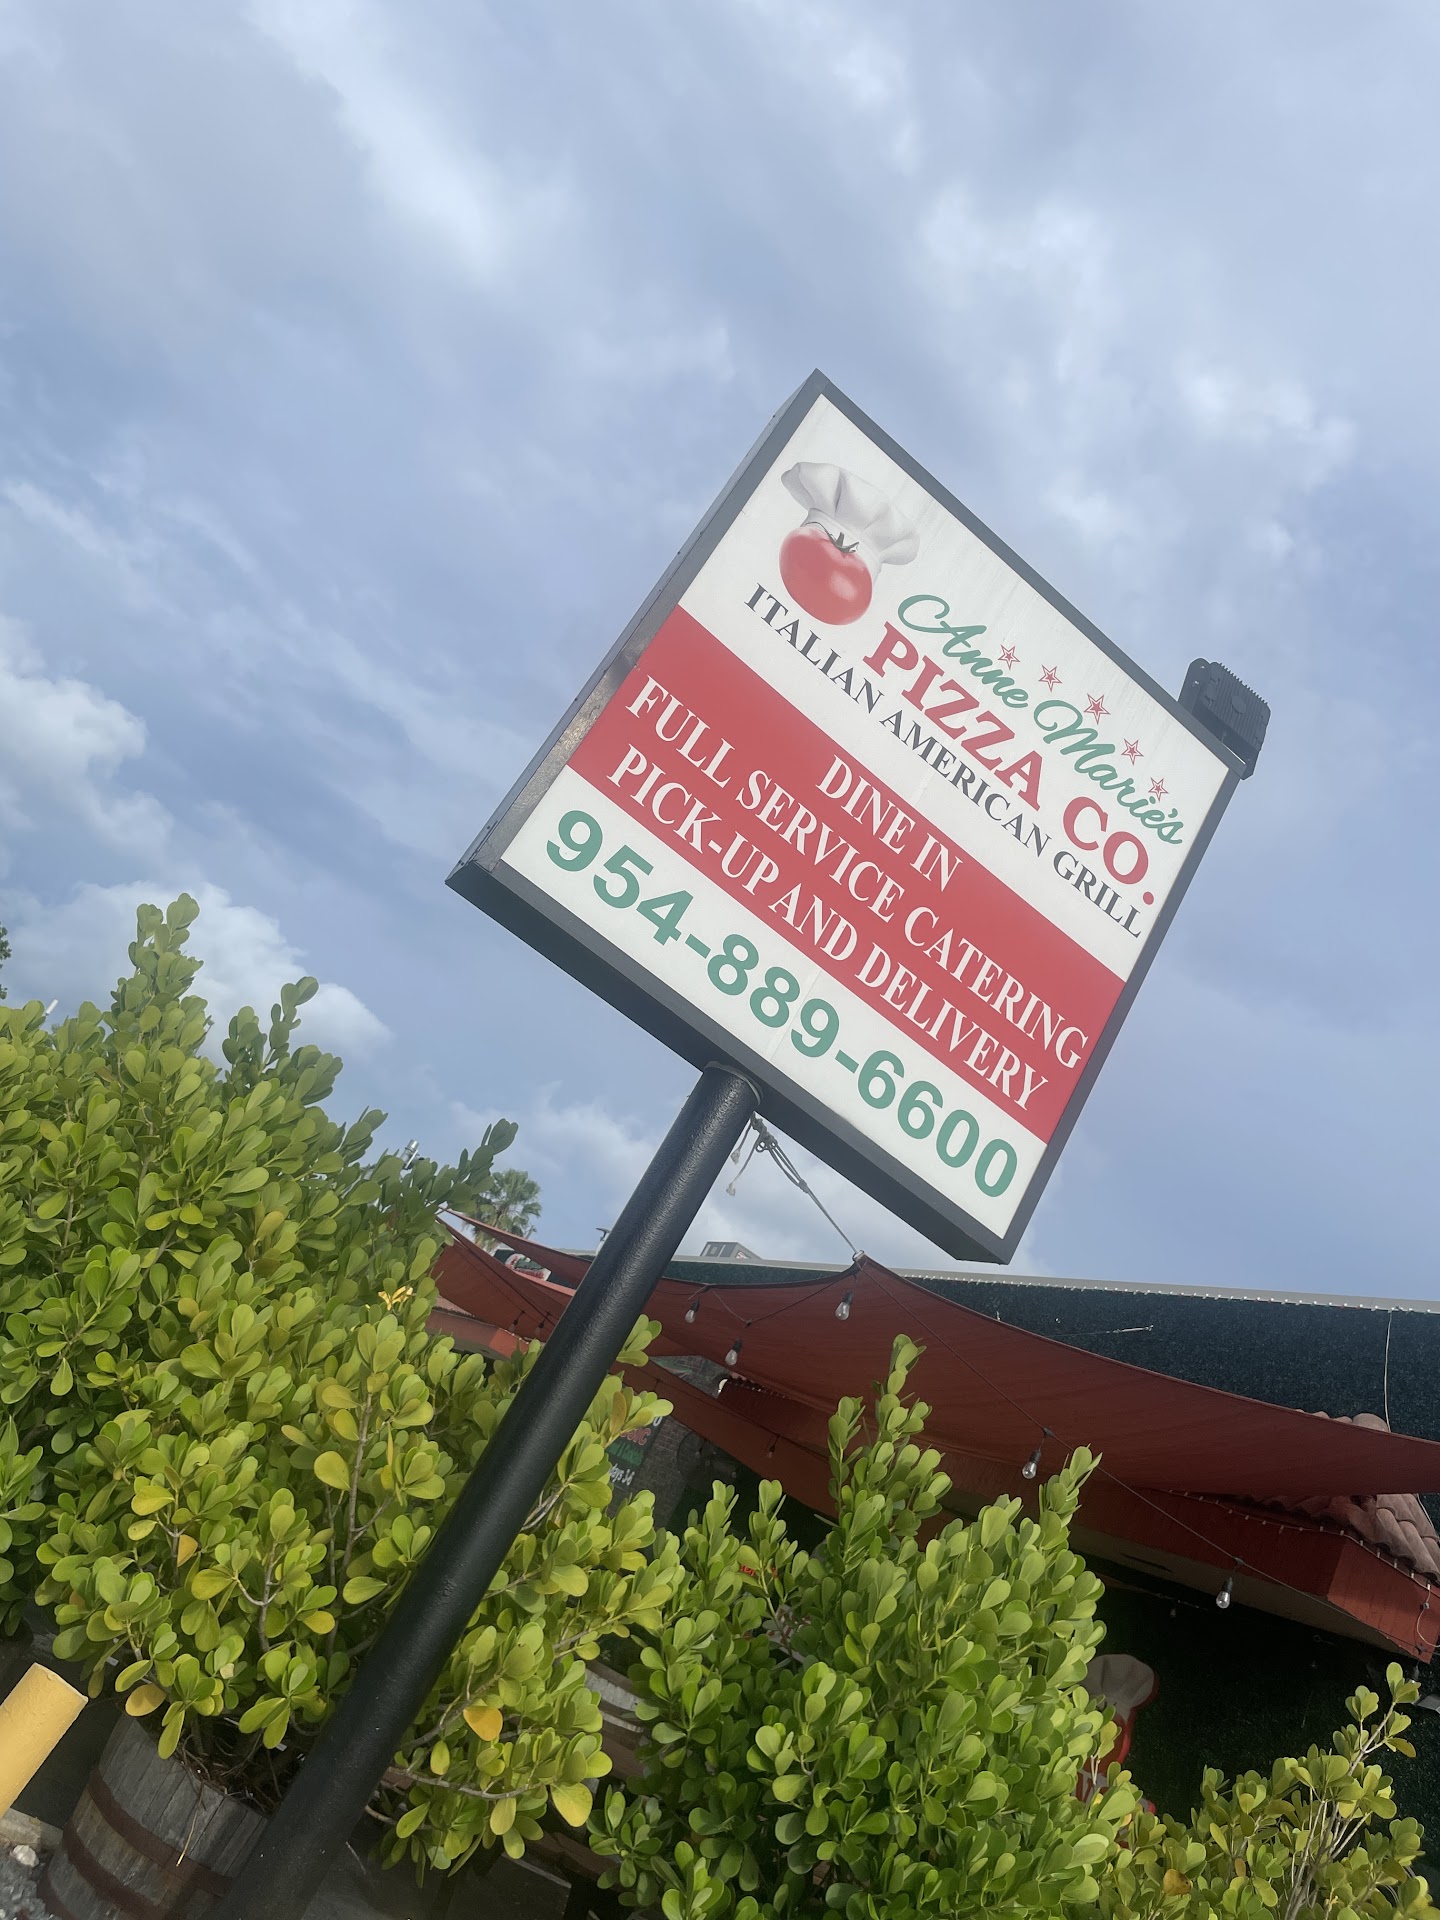 Anne Marie's
PIZZA CO.
ITALIAN AMERICAN GRILL
DINE IN
FULL SERVICE CATERING
PICK-UP AND DELIVERY
954-889-6600